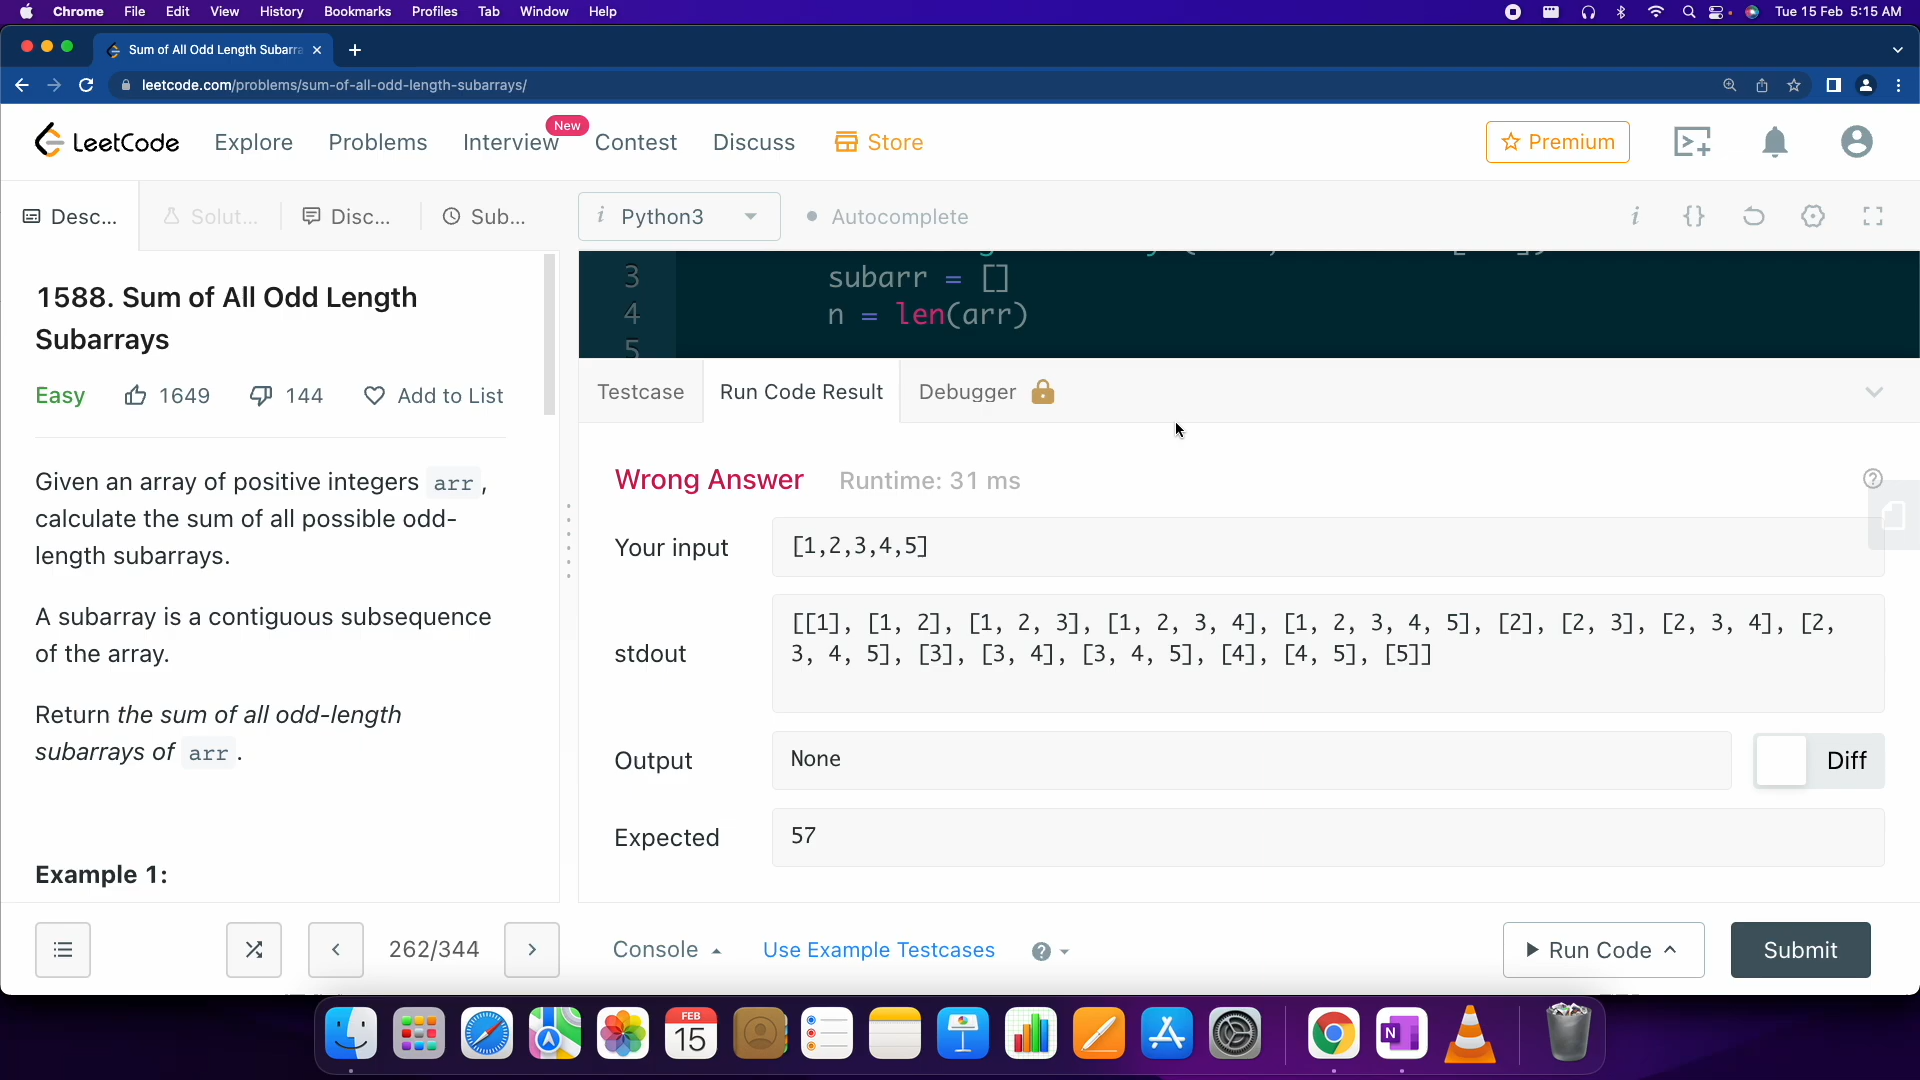 Chrome File Edit View History Bookmarks Profiles Tab Window Help Tue 15 Feb 5:15 AM
Sum of All Odd Length Subarra
leetcode.com/problems/sum-of-all-odd-length-subarrays/
LeetCode Explore Problems Interview New Contest Discuss Store Premium
Desc... Solut... Disc... Sub... i Python3 Autocomplete i {}
3 subarr = []
4 n = len(arr)
5
1588. Sum of All Odd Length
Subarrays
Easy 1649 144 Add to List
Testcase Run Code Result Debugger
Given an array of positive integers arr,
calculate the sum of all possible odd-
length subarrays.
A subarray is a contiguous subsequence
of the array.
Return the sum of all odd-length
subarrays of arr.
Example 1:
Wrong Answer Runtime: 31 ms
Your input [1,2,3,4,5]
stdout [[1], [1, 2], [1, 2, 3], [1, 2, 3, 4], [1, 2, 3, 4, 5], [2], [2, 3], [2, 3, 4], [2,
3, 4, 5], [3], [3, 4], [3, 4, 5], [4], [4, 5], [5]]
Output None Diff
Expected 57
262/344 Console Use Example Testcases Run Code Submit
FEB
15
N